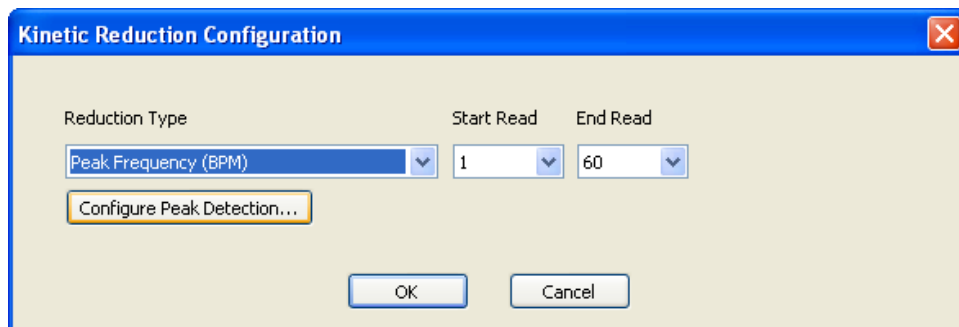 Kinetic Reduction Configuration
Reduction Type Start Read End Read
Peak Frequency (BPM) 1 60
Configure Peak Detection...
OK Cancel